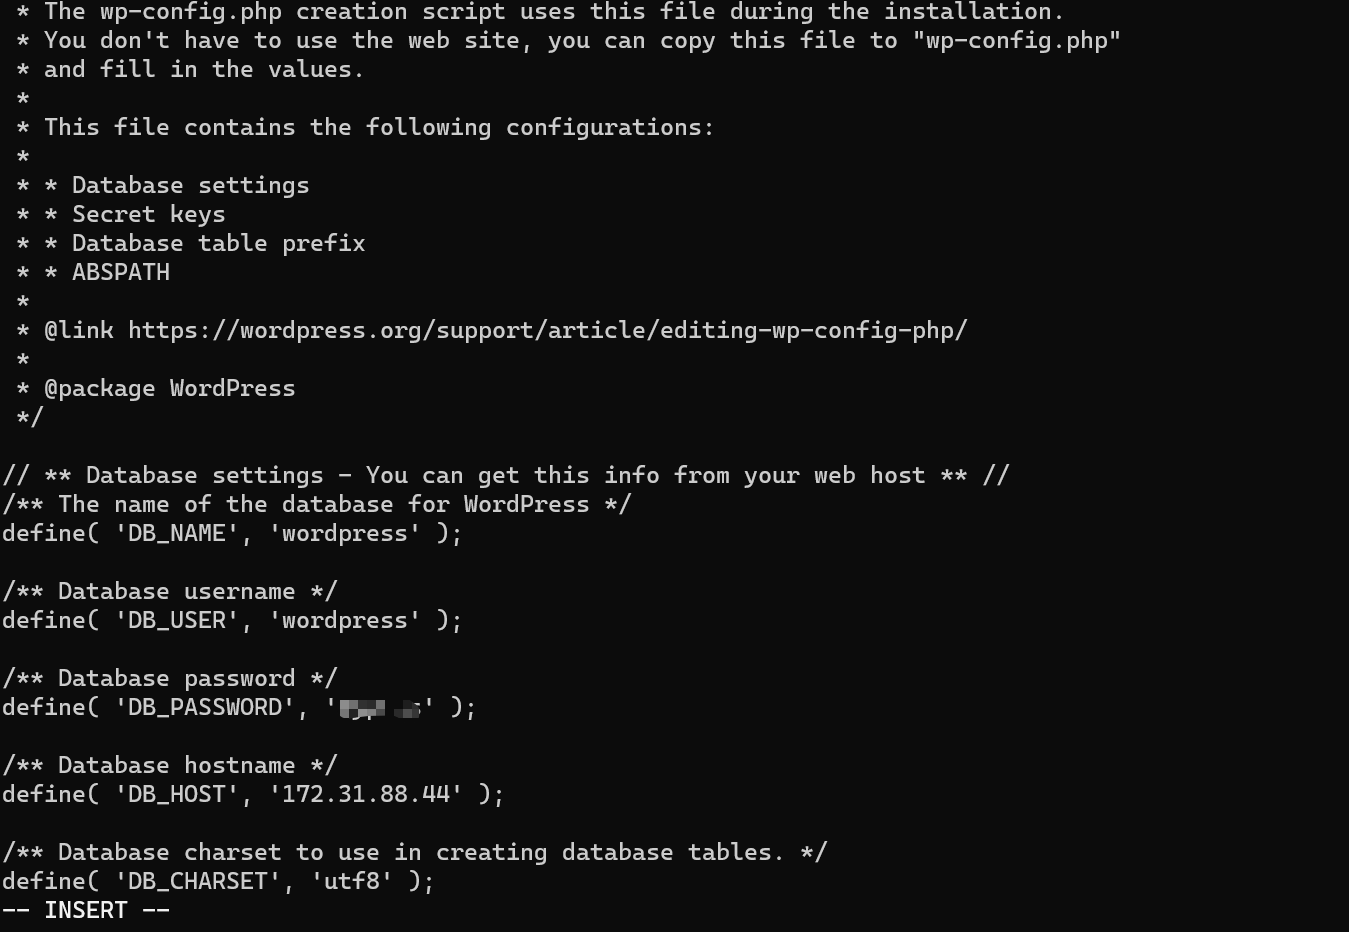 * The wp-config.php creation script uses this file during the installation.
* You don't have to use the web site, you can copy this file to "wp-config.php"
* and fill in the values.
*
* This file contains the following configurations:
*
* * Database settings
* * Secret keys
* * Database table prefix
* * ABSPATH
*
* @link https://wordpress.org/support/article/editing-wp-config-php/
*
* @package WordPress
*/
// ** Database settings - You can get this info from your web host ** //
/** The name of the database for WordPress */
define( 'DB_NAME', 'wordpress' );
/** Database username */
define( 'DB_USER', 'wordpress' );
/** Database password */
define( 'DB_PASSWORD', '' );
/** Database hostname */
define( 'DB_HOST', '172.31.88.44' );
/** Database charset to use in creating database tables. */
define( 'DB_CHARSET', 'utf8' );
-- INSERT --